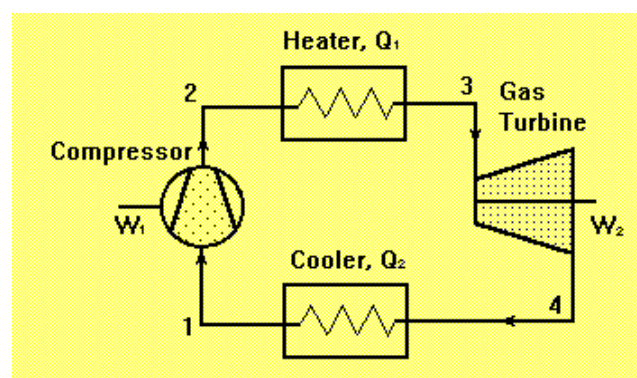 Heater, Q₁
2
3
Gas
Turbine
Compressor
W₁
W₂
Cooler, Q₂
1
4